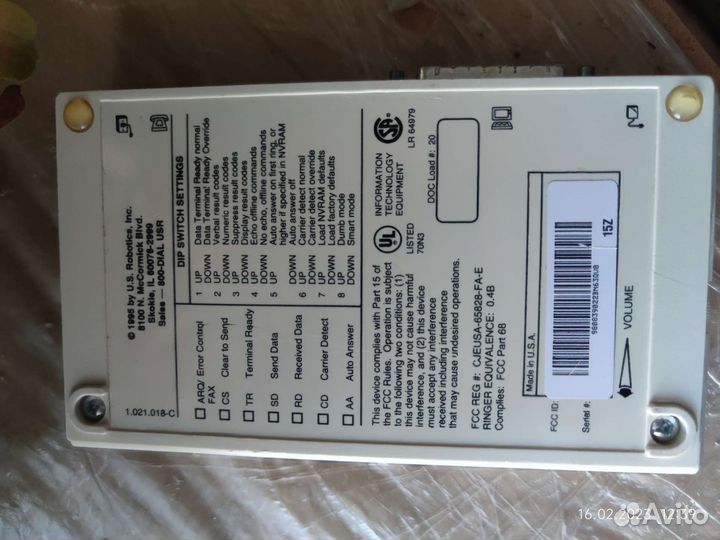 © 1995 by U.S. Robotics, Inc.
8100 N. McCormick Blvd.
Skokie, IL 60076-2999
Sales — 800-DIAL USR
DIP SWITCH SETTINGS
1 UP Data Terminal Ready normal
DOWN Data Terminal Ready Override
2 UP Verbal result codes
DOWN Numeric result codes
3 UP Suppress result codes
DOWN Display result codes
4 UP Echo offline commands
DOWN No echo, offline commands
5 UP Auto answer on first ring, or
higher if specified in NVRAM
DOWN Auto answer off
6 UP Carrier detect normal
DOWN Carrier detect override
7 UP Load NVRAM defaults
DOWN Load factory defaults
8 UP Dumb mode
DOWN Smart mode
UL
LISTED
70N3
INFORMATION
TECHNOLOGY
EQUIPMENT
LR 64979
DOC Load #: 20
1.021.018-C
ARQ/ Error Control
FAX
CS Clear to Send
TR Terminal Ready
SD Send Data
RD Received Data
CD Carrier Detect
AA Auto Answer
This device complies with Part 15 of
the FCC Rules. Operation is subject
to the following two conditions: (1)
this device may not cause harmful
interference, and (2) this device
must accept any interference
received including interference
that may cause undesired operations.
FCC REG #: CJEUSA-65828-FA-E
RINGER EQUIVALENCE: 0.4B
Complies: FCC Part 68
Made in U.S.A.
FCC ID:
Serial #:
15Z
VOLUME
16.02.2023 12:39
Avito